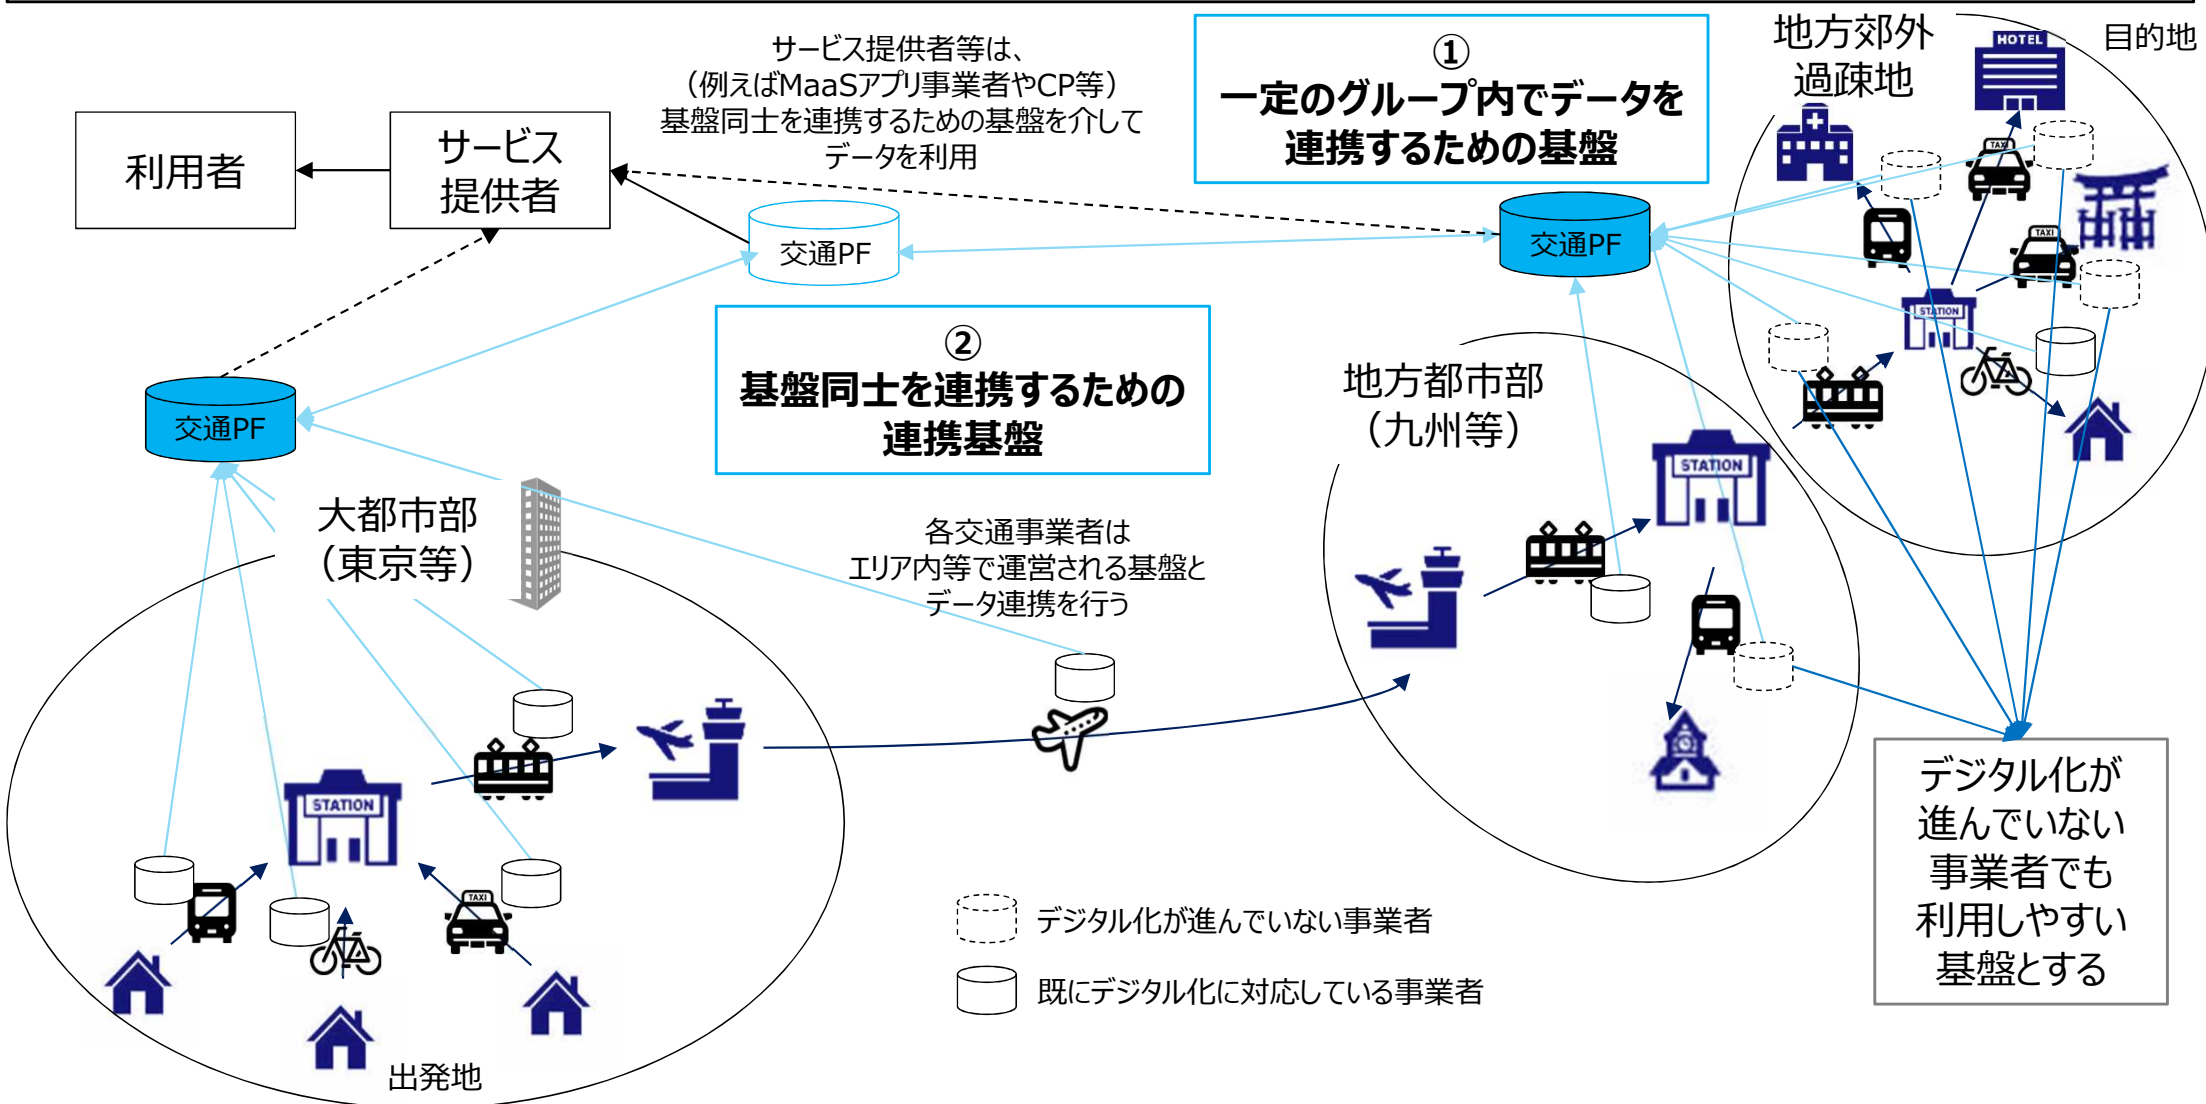 サービス提供者等は、
（例えばMaaSアプリ事業者やCP等）
基盤同士を連携するための基盤を介して
データを利用
①
一定のグループ内でデータを
連携するための基盤
地方郊外
過疎地
目的地
HOTEL
TAXI
TAXI
STATION
利用者
サービス
提供者
交通PF
交通PF
②
基盤同士を連携するための
連携基盤
交通PF
地方都市部
（九州等）
STATION
大都市部
（東京等）
各交通事業者は
エリア内等で運営される基盤と
データ連携を行う
STATION
TAXI
出発地
デジタル化が進んでいない事業者
既にデジタル化に対応している事業者
デジタル化が
進んでいない
事業者でも
利用しやすい
基盤とする